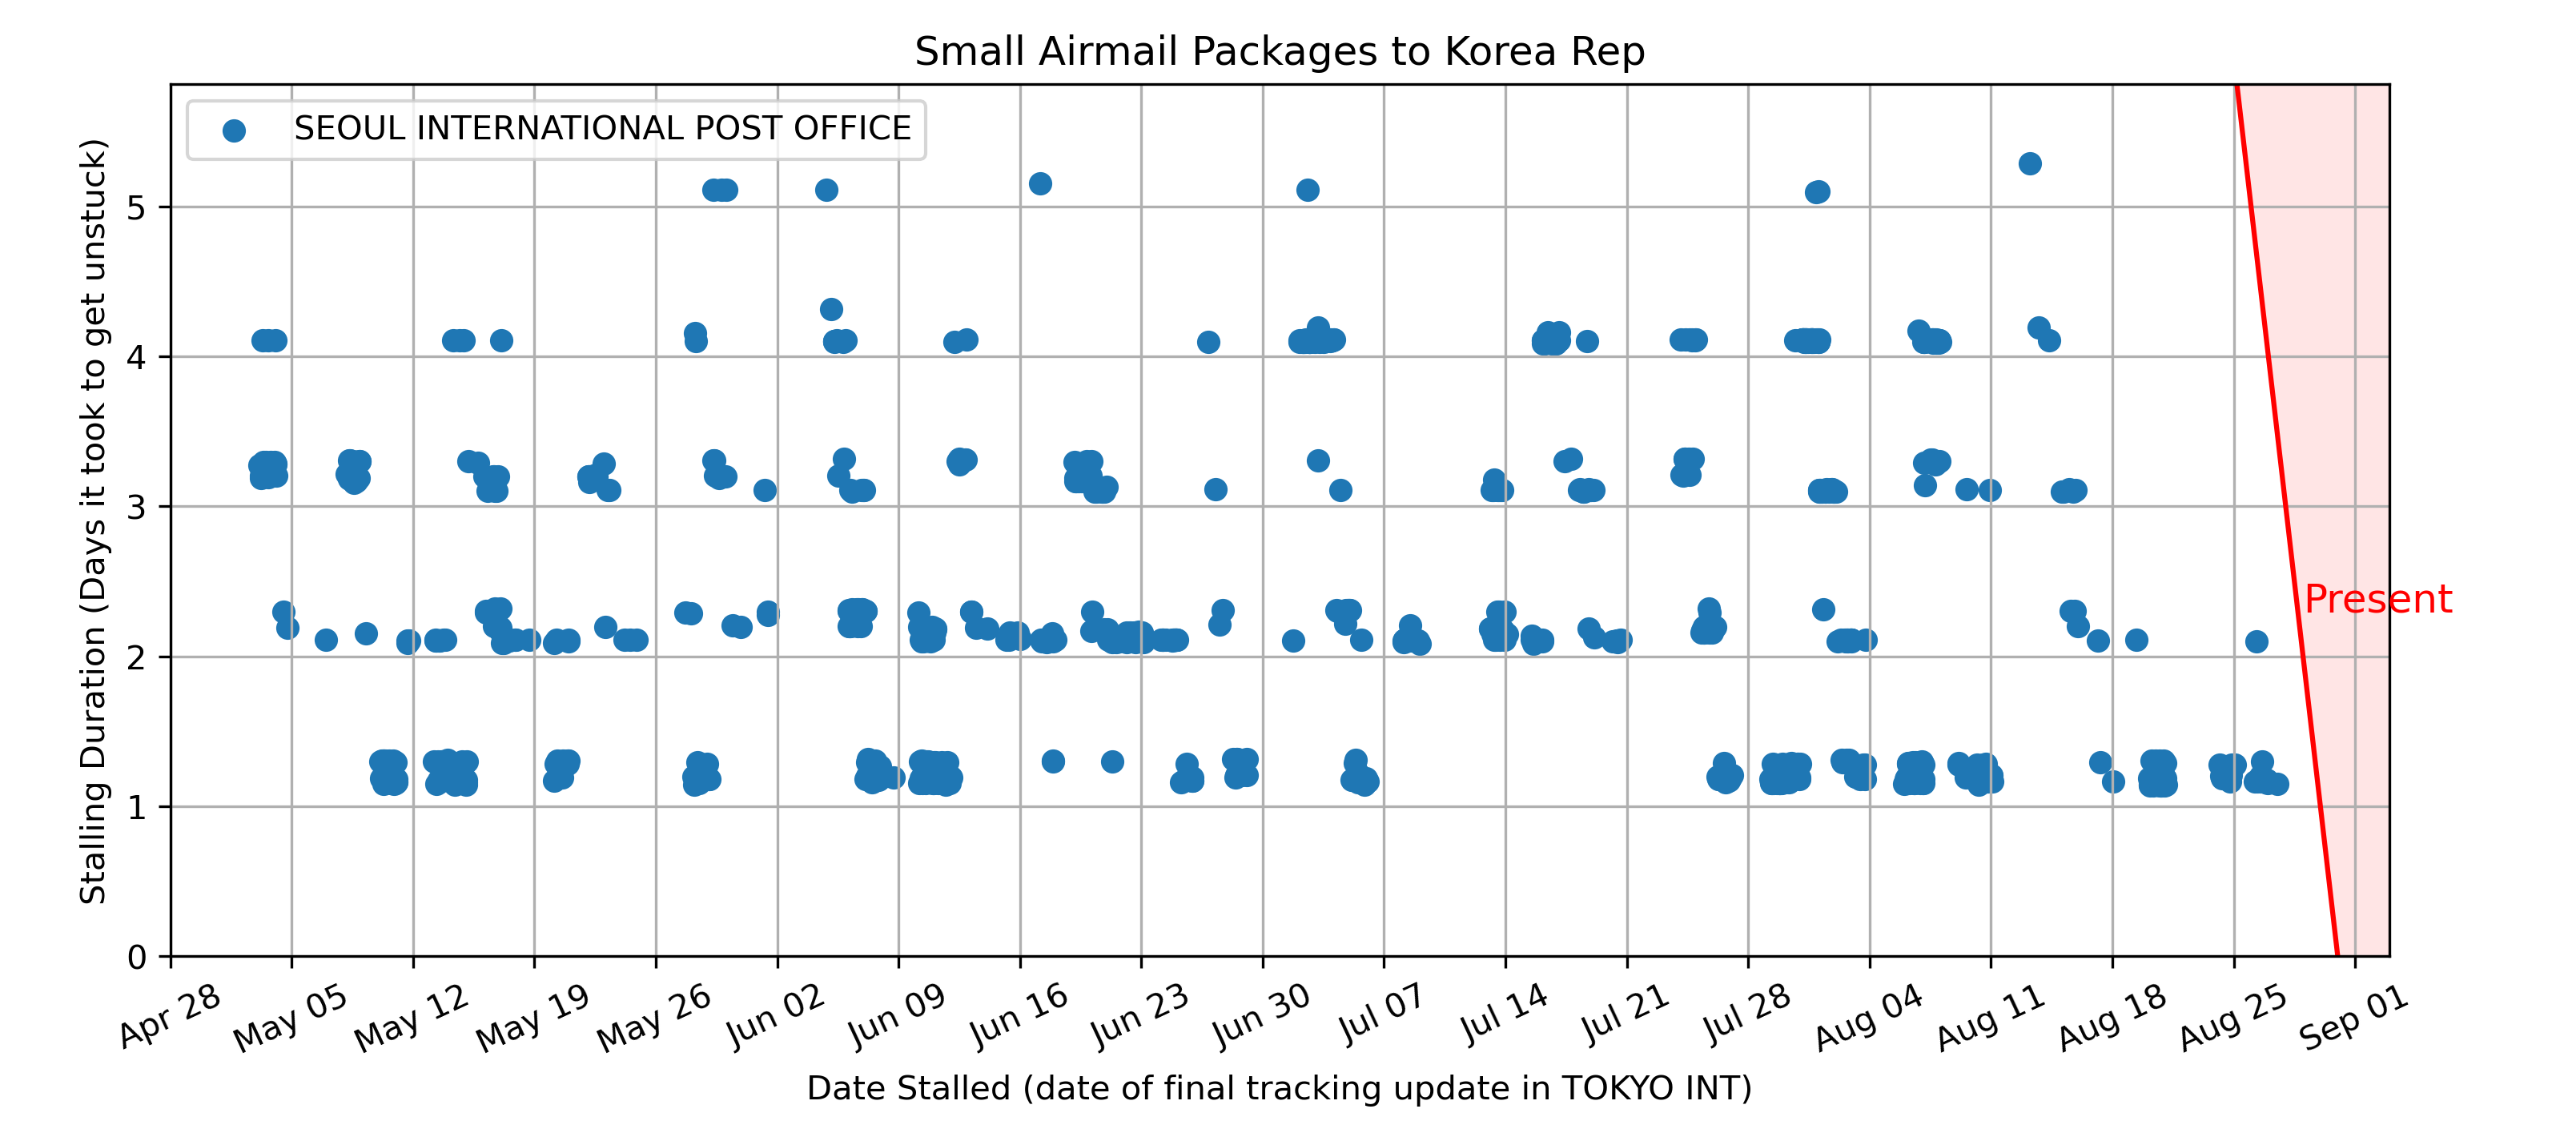 Small Airmail Packages to Korea Rep
SEOUL INTERNATIONAL POST OFFICE
Stalling Duration (Days it took to get unstuck)
5
4
3
2
1
0
Present
Apr 28
May 05
May 12
May 19
May 26
Jun 02
Jun 09
Jun 16
Jun 23
Jun 30
Jul 07
Jul 14
Jul 21
Jul 28
Aug 04
Aug 11
Aug 18
Aug 25
Sep 01
Date Stalled (date of final tracking update in TOKYO INT)